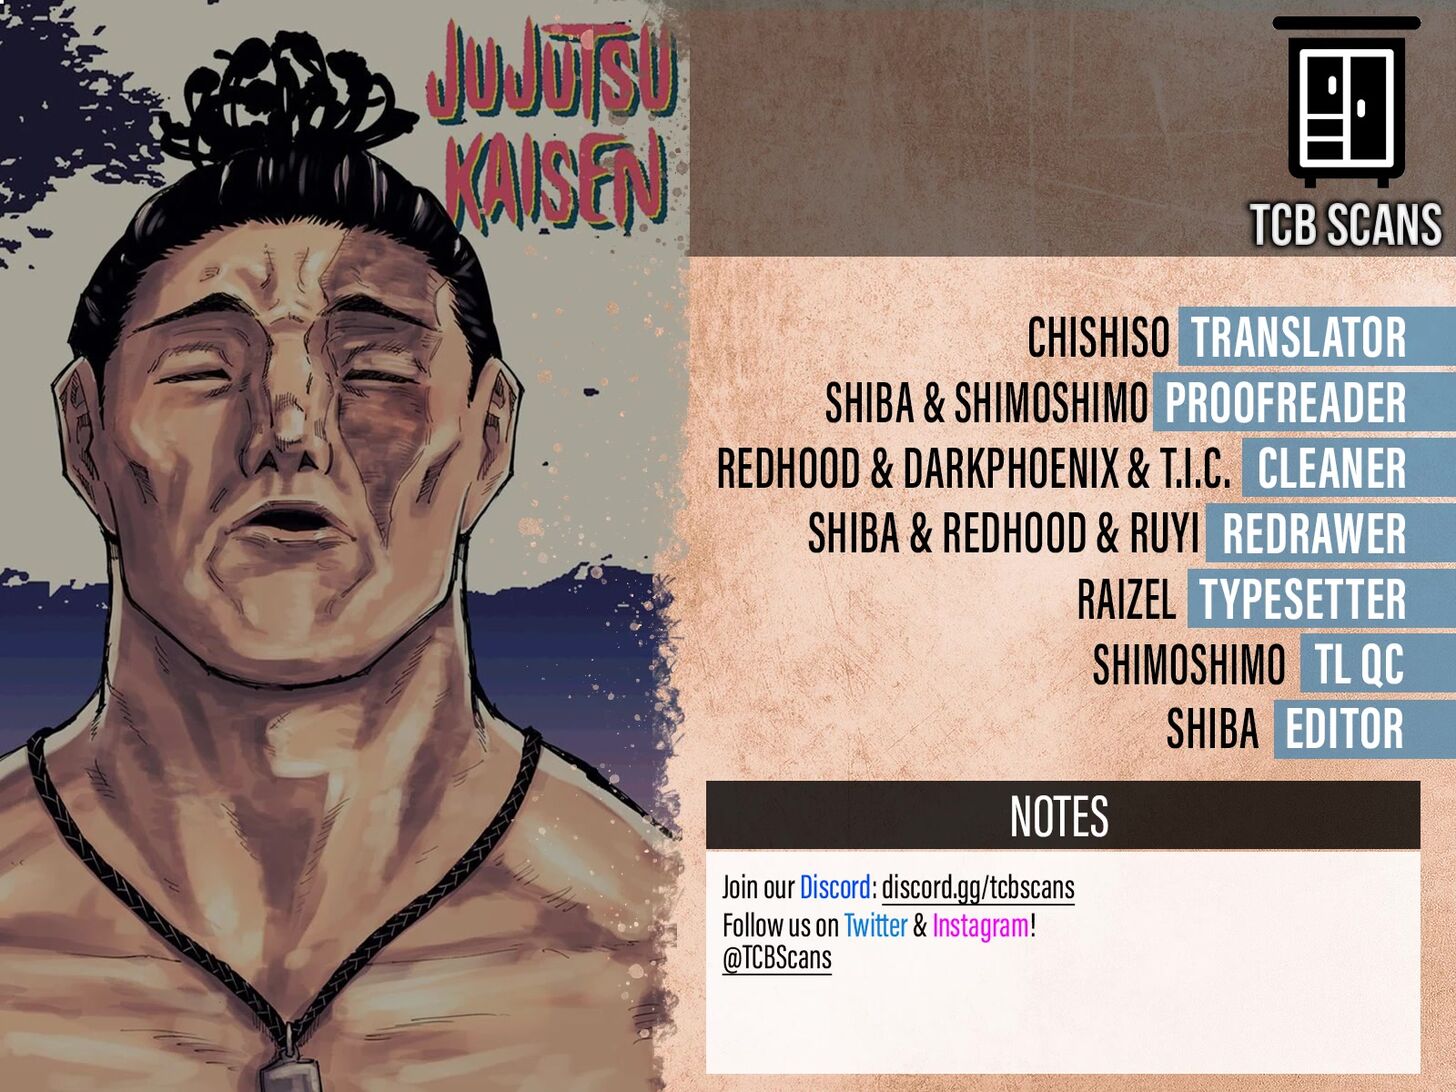 JUJUTSU
KAISEN
TCB SCANS
CHISHISO TRANSLATOR
SHIBA & SHIMOSHIMO PROOFREADER
REDHOOD & DARKPHOENIX & T.I.C. CLEANER
SHIBA & REDHOOD & RUYI REDRAWER
RAIZEL TYPESETTER
SHIMOSHIMO TL QC
SHIBA EDITOR
NOTES
Join our Discord: discord.gg/tcbscans
Follow us on Twitter & Instagram!
@TCBScans